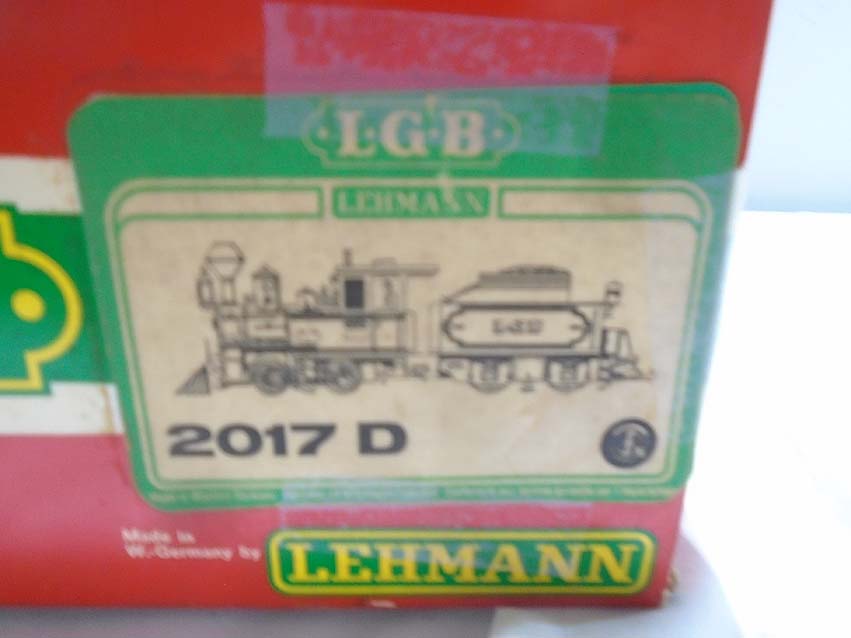 L·G·B
LEHMANN
LGB
2017 D
Made in
W.-Germany by
LEHMANN